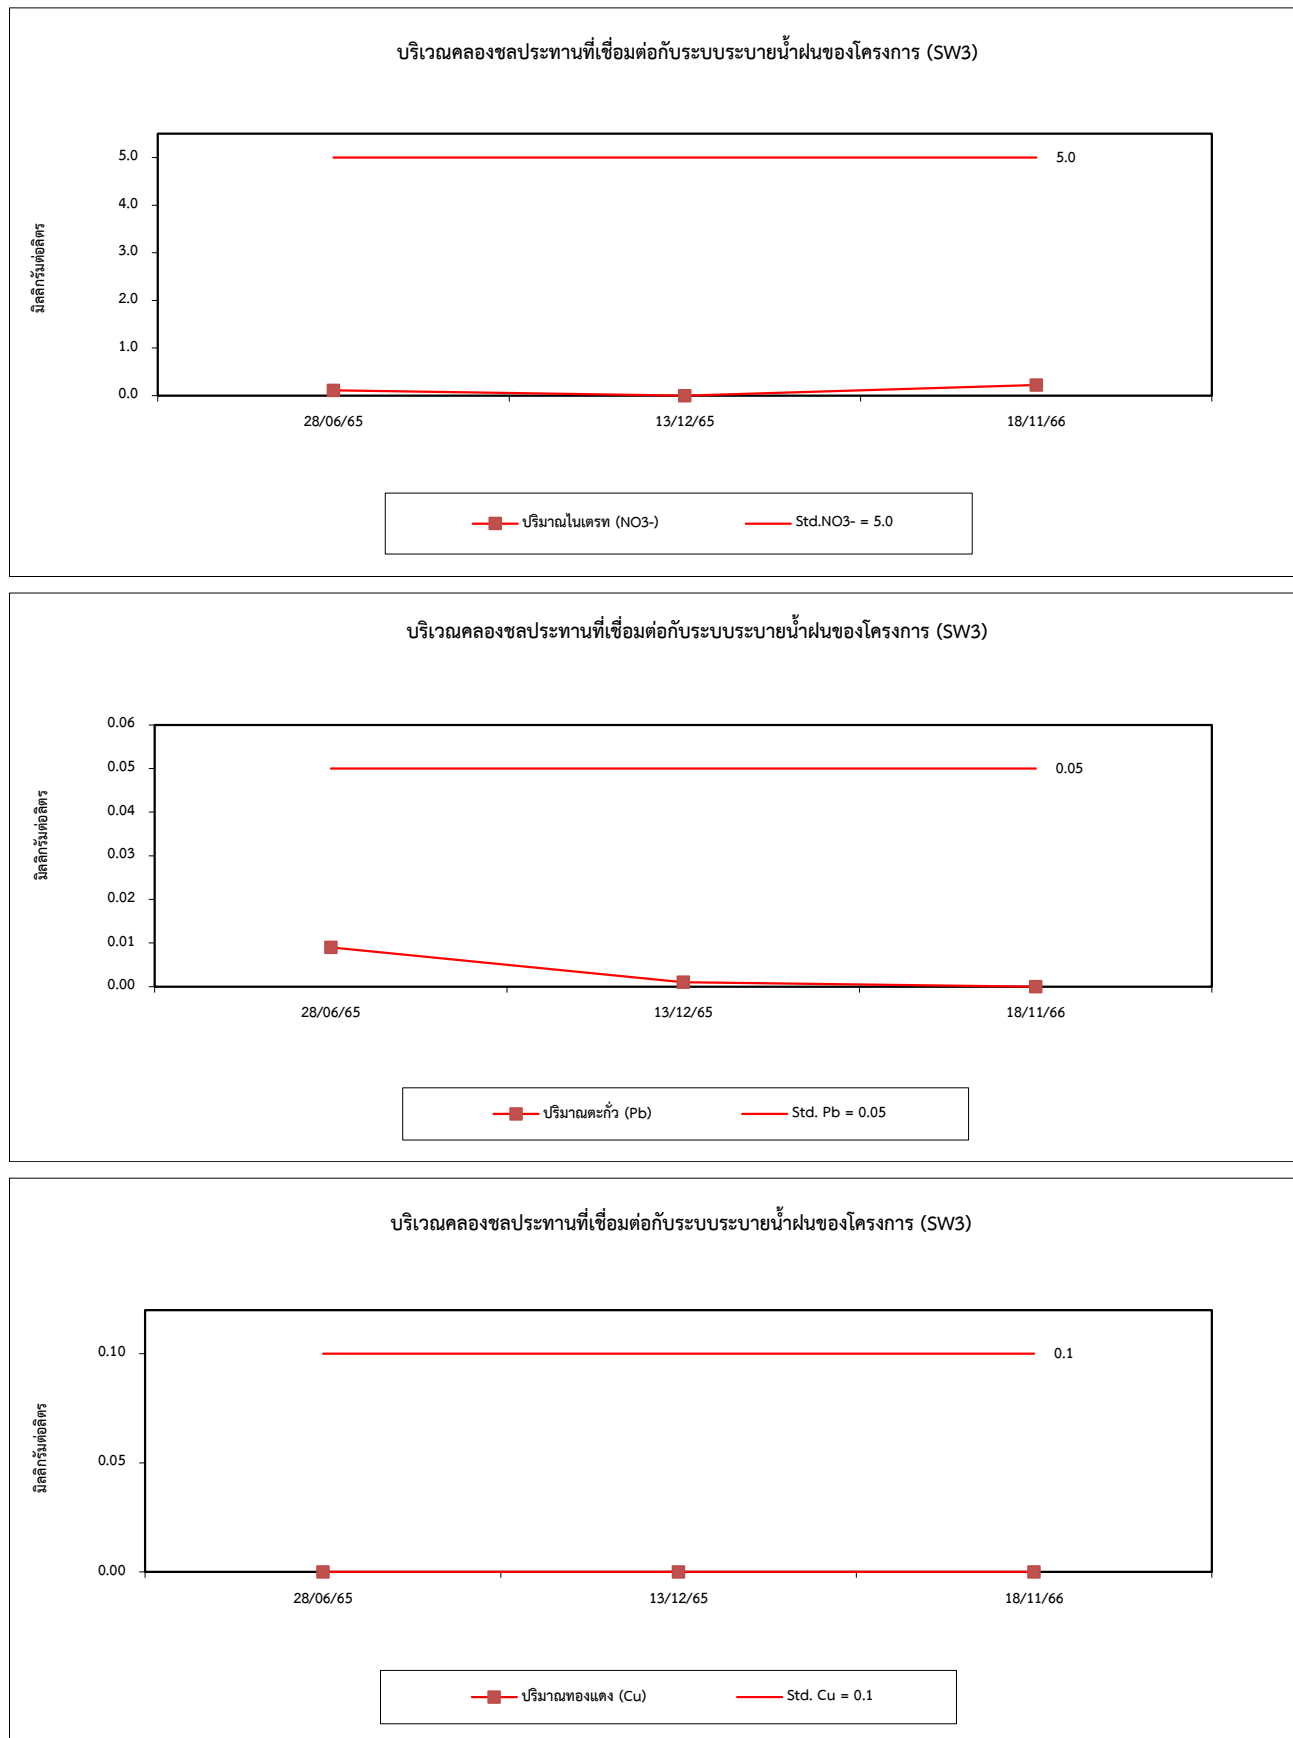 บริเวณคลองชลประทานที่เชื่อมต่อกับระบบระบายน้ำฝนของโครงการ (SW3)
มิลลิกรัมต่อลิตร
5.0
4.0
3.0
2.0
1.0
0.0
5.0
28/06/65 13/12/65 18/11/66
ปริมาณไนเตรท (NO3-) Std.NO3- = 5.0
บริเวณคลองชลประทานที่เชื่อมต่อกับระบบระบายน้ำฝนของโครงการ (SW3)
มิลลิกรัมต่อลิตร
0.06
0.05
0.04
0.03
0.02
0.01
0.00
0.05
28/06/65 13/12/65 18/11/66
ปริมาณตะกั่ว (Pb) Std. Pb = 0.05
บริเวณคลองชลประทานที่เชื่อมต่อกับระบบระบายน้ำฝนของโครงการ (SW3)
มิลลิกรัมต่อลิตร
0.10
0.05
0.00
0.1
28/06/65 13/12/65 18/11/66
ปริมาณทองแดง (Cu) Std. Cu = 0.1